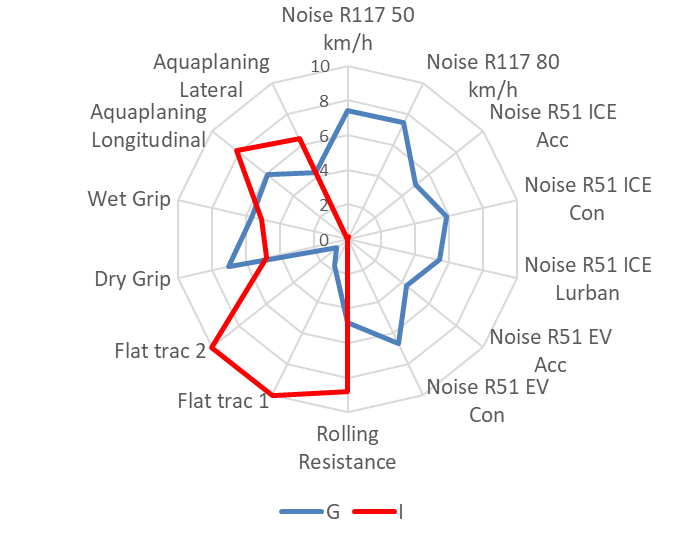 Noise R117 50
km/h
Noise R117 80
km/h
Noise R51 ICE
Acc
Noise R51 ICE
Con
Noise R51 ICE
Lurban
Noise R51 EV
Acc
Noise R51 EV
Con
Rolling
Resistance
Flat trac 1
Flat trac 2
Dry Grip
Wet Grip
Aquaplaning
Longitudinal
Aquaplaning
Lateral
10
8
6
4
2
0
G
I